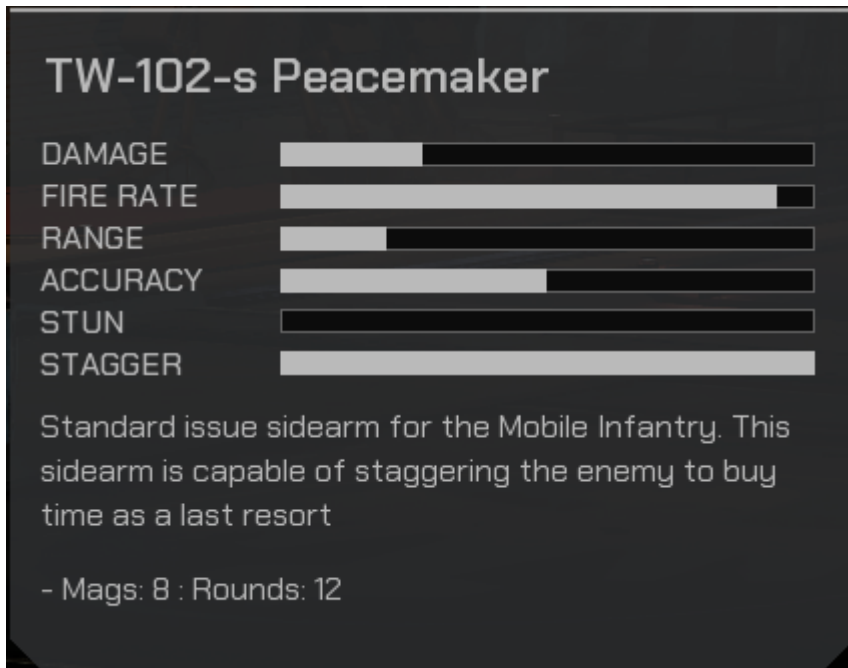 TW-102-s Peacemaker
DAMAGE
FIRE RATE
RANGE
ACCURACY
STUN
STAGGER
Standard issue sidearm for the Mobile Infantry. This
sidearm is capable of staggering the enemy to buy
time as a last resort
- Mags: 8 : Rounds: 12